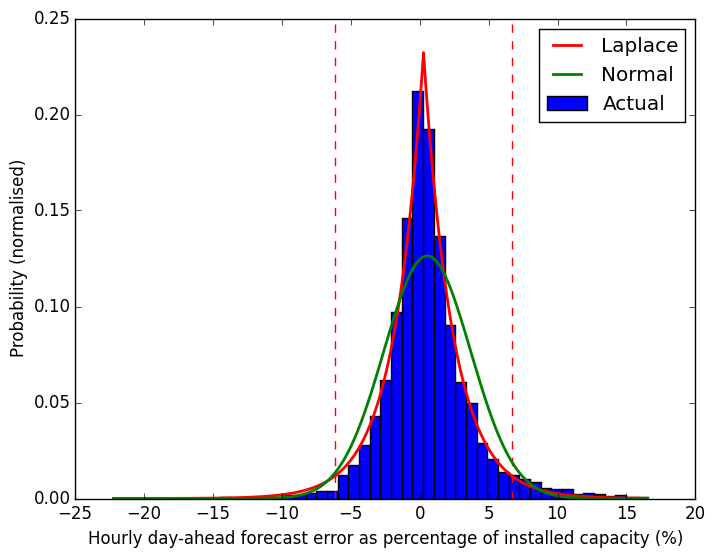 0.25
0.20
0.15
0.10
0.05
0.00
Probability (normalised)
Laplace
Normal
Actual
−25 −20 −15 −10 −5 0 5 10 15 20
Hourly day-ahead forecast error as percentage of installed capacity (%)